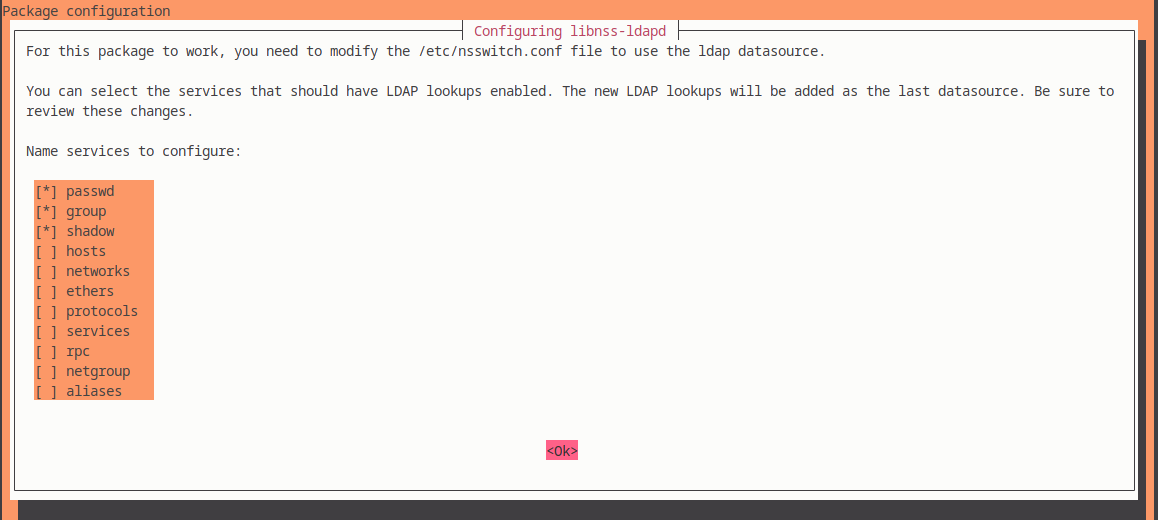 Package configuration
Configuring libnss-ldapd
For this package to work, you need to modify the /etc/nsswitch.conf file to use the ldap datasource.
You can select the services that should have LDAP lookups enabled. The new LDAP lookups will be added as the last datasource. Be sure to
review these changes.
Name services to configure:
[*] passwd
[*] group
[*] shadow
[ ] hosts
[ ] networks
[ ] ethers
[ ] protocols
[ ] services
[ ] rpc
[ ] netgroup
[ ] aliases
<Ok>